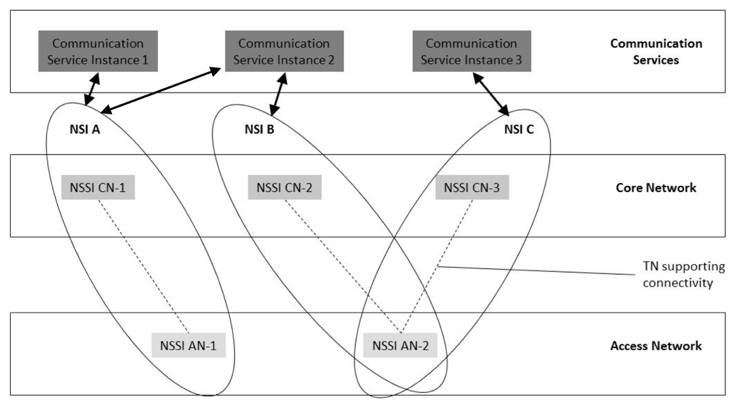 Communication
Service Instance 1
Communication
Service Instance 2
Communication
Service Instance 3
Communication
Services
NSI A
NSI B
NSI C
NSSI CN-1
NSSI CN-2
NSSI CN-3
Core Network
TN supporting
connectivity
NSSI AN-1
NSSI AN-2
Access Network